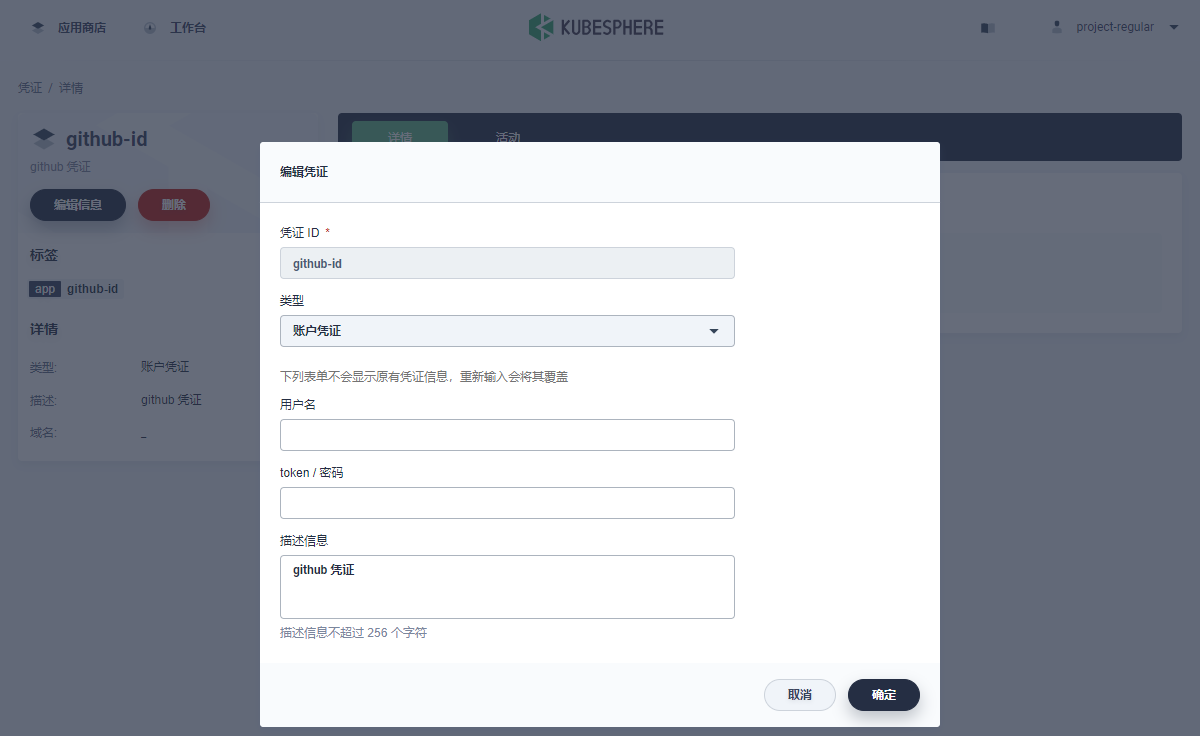 应用商店 工作台 KUBESPHERE project-regular
凭证 / 详情
github-id
github 凭证
编辑信息 删除
标签
app github-id
详情
类型: 账户凭证
描述: github 凭证
域名: _
详情 活动
编辑凭证
凭证 ID *
github-id
类型
账户凭证
下列表单不会显示原有凭证信息，重新输入会将其覆盖
用户名
token / 密码
描述信息
github 凭证
描述信息不超过 256 个字符
取消 确定